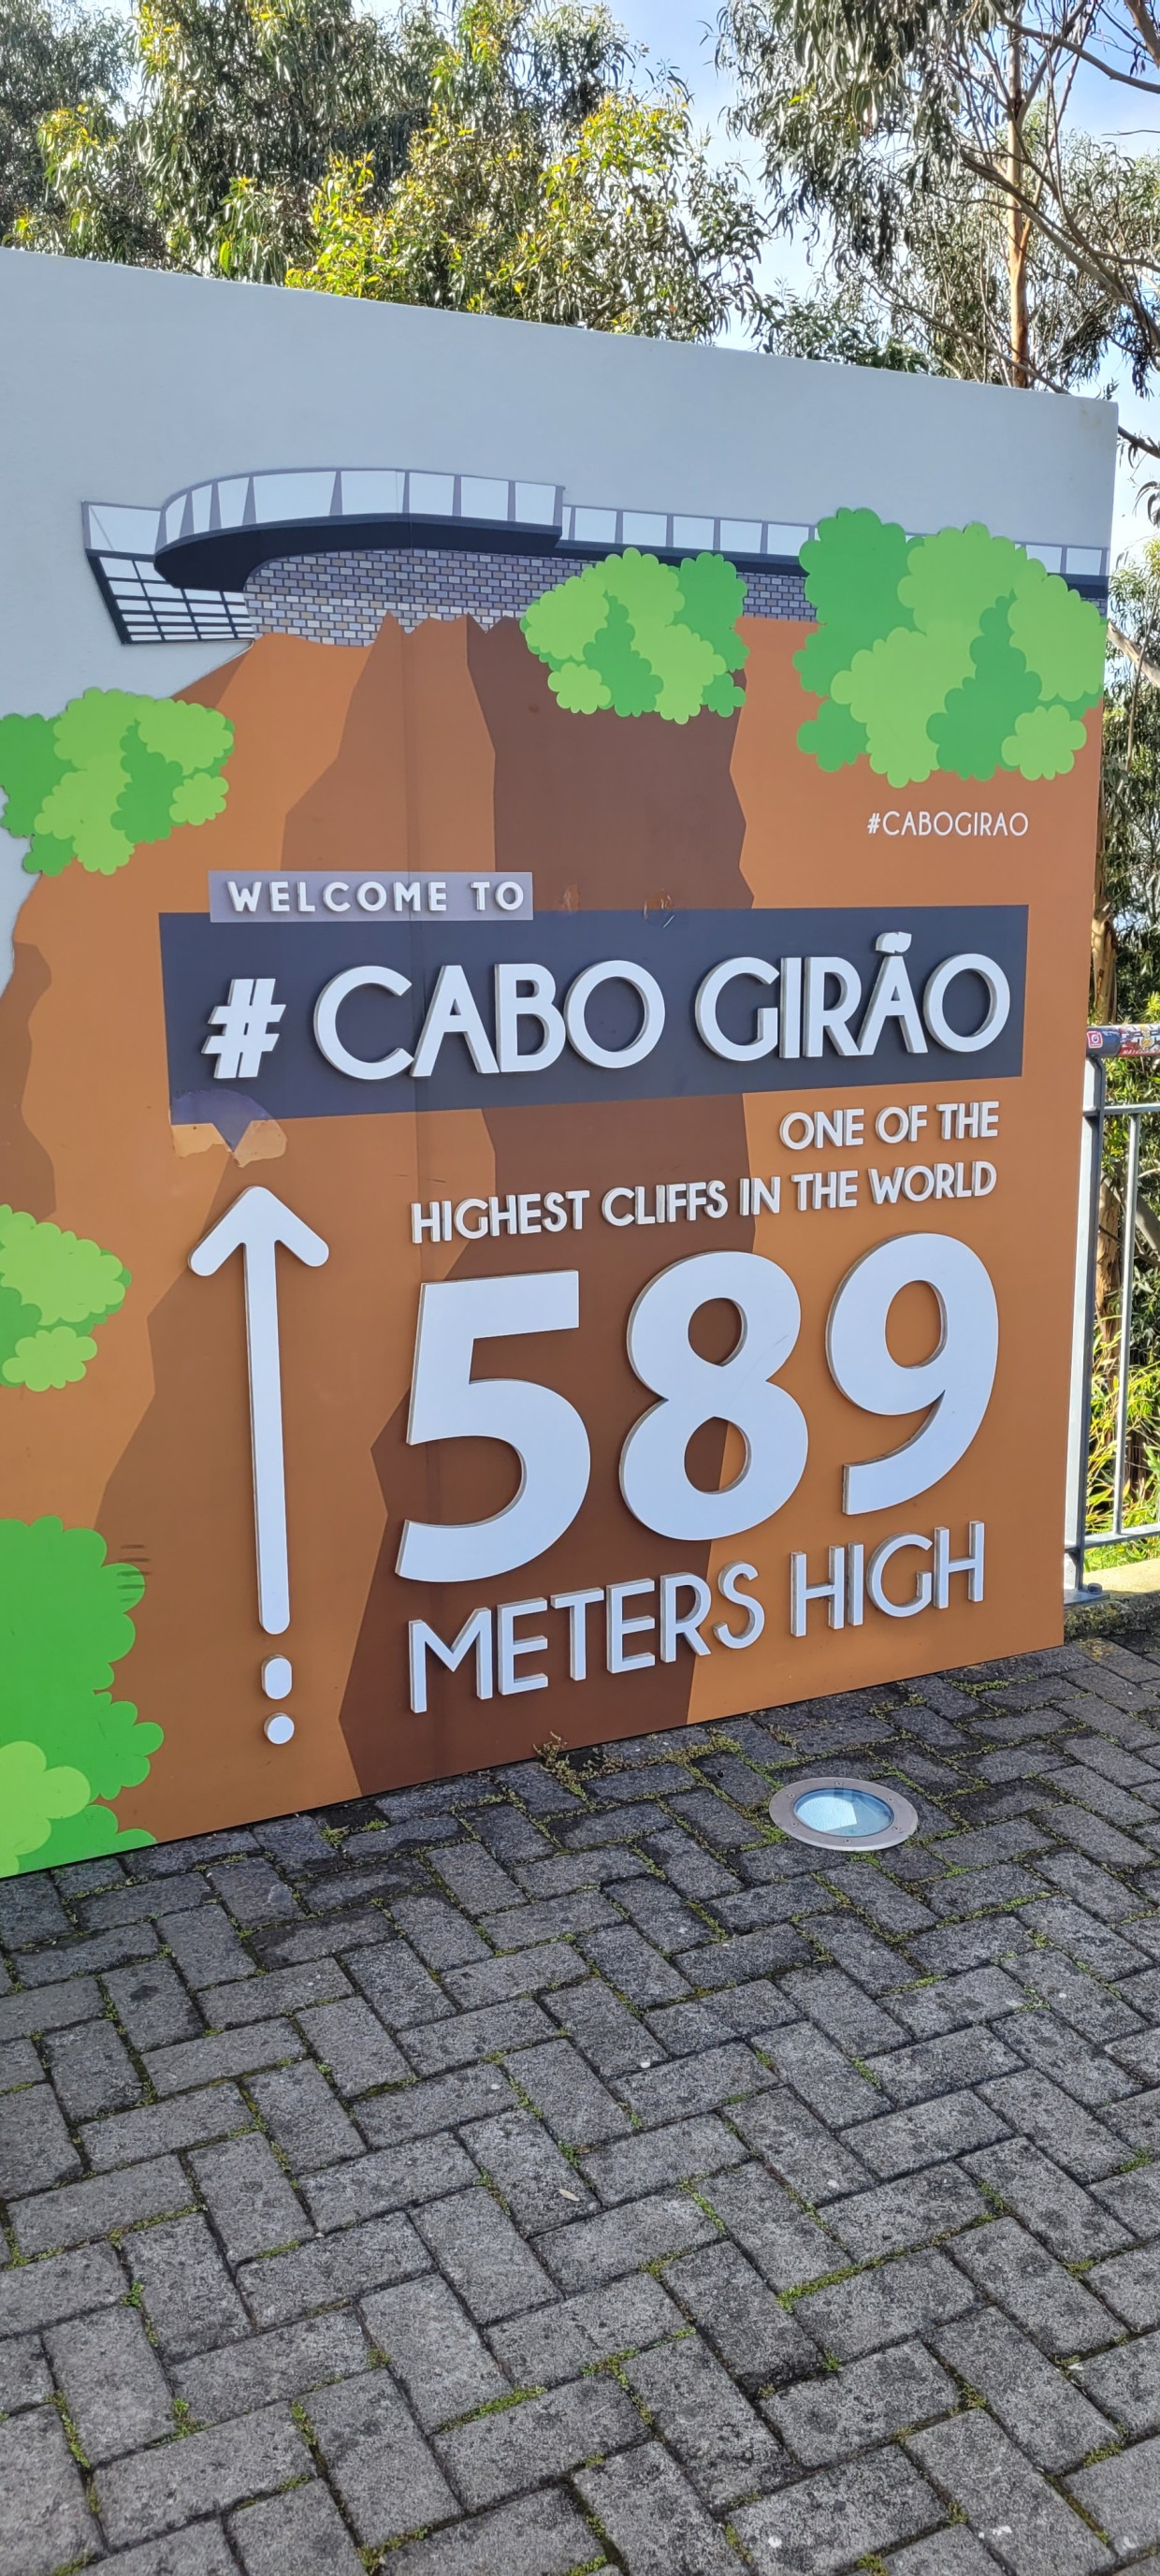 #CABOGIRAO
WELCOME TO
# CABO GIRÃO
ONE OF THE
HIGHEST CLIFFS IN THE WORLD
589
METERS HIGH